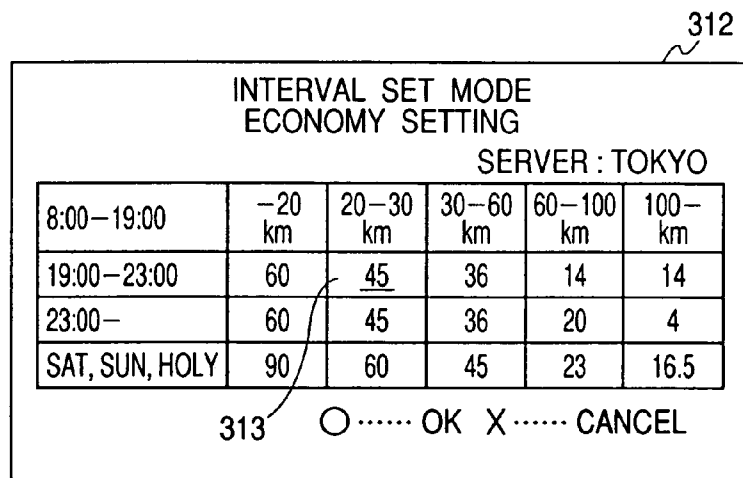 312
INTERVAL SET MODE
ECONOMY SETTING
SERVER : TOKYO
8:00–19:00 –20 km 20–30 km 30–60 km 60–100 km 100– km
19:00–23:00 60 45 36 14 14
23:00– 60 45 36 20 4
SAT, SUN, HOLY 90 60 45 23 16.5
313 ○ ······ OK X ······ CANCEL